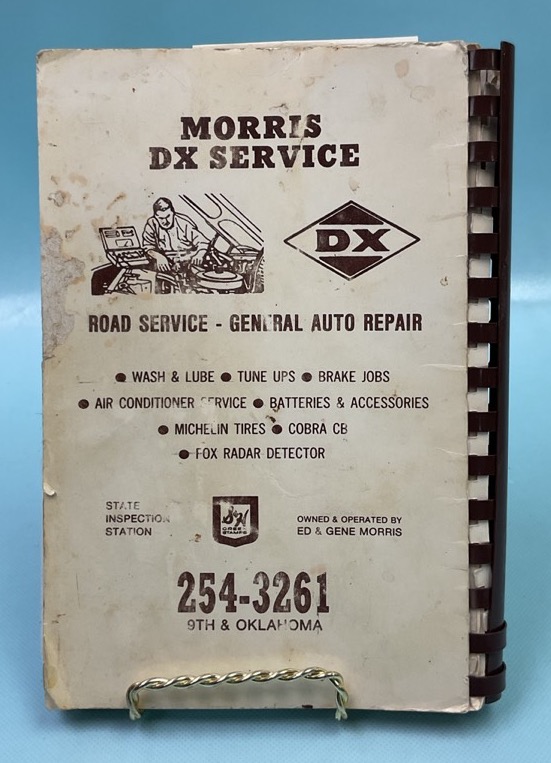 MORRIS
DX SERVICE
DX
ROAD SERVICE - GENERAL AUTO REPAIR
● WASH & LUBE ● TUNE UPS ● BRAKE JOBS
● AIR CONDITIONER SERVICE ● BATTERIES & ACCESSORIES
● MICHELIN TIRES ● COBRA CB
● FOX RADAR DETECTOR
STATE
INSPECTION
STATION
S&H
GREEN
STAMPS
OWNED & OPERATED BY
ED & GENE MORRIS
254-3261
9TH & OKLAHOMA